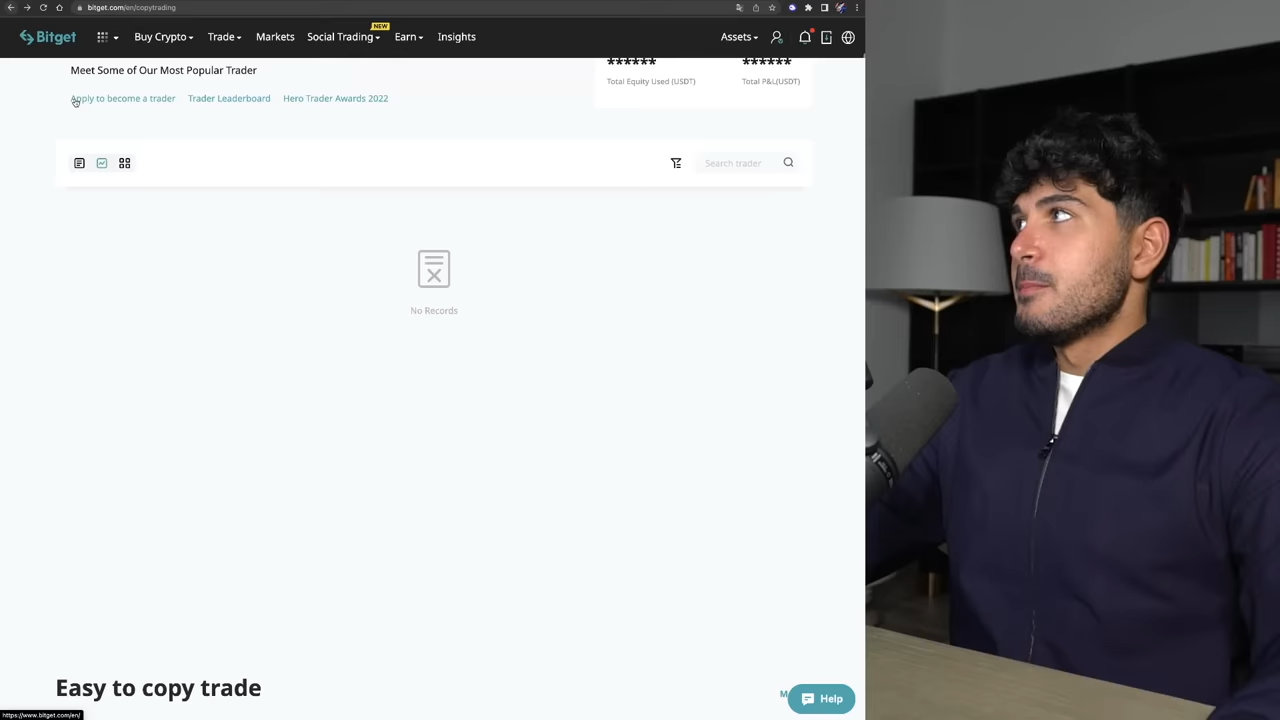 bitget.com/en/copytrading
Bitget
Buy Crypto
Trade
Markets
Social Trading
NEW
Earn
Insights
Assets
Meet Some of Our Most Popular Trader
****** ******
Total Equity Used (USDT) Total P&L(USDT)
Apply to become a trader Trader Leaderboard Hero Trader Awards 2022
Search trader
No Records
Easy to copy trade
M
Help
https://www.bitget.com/en/